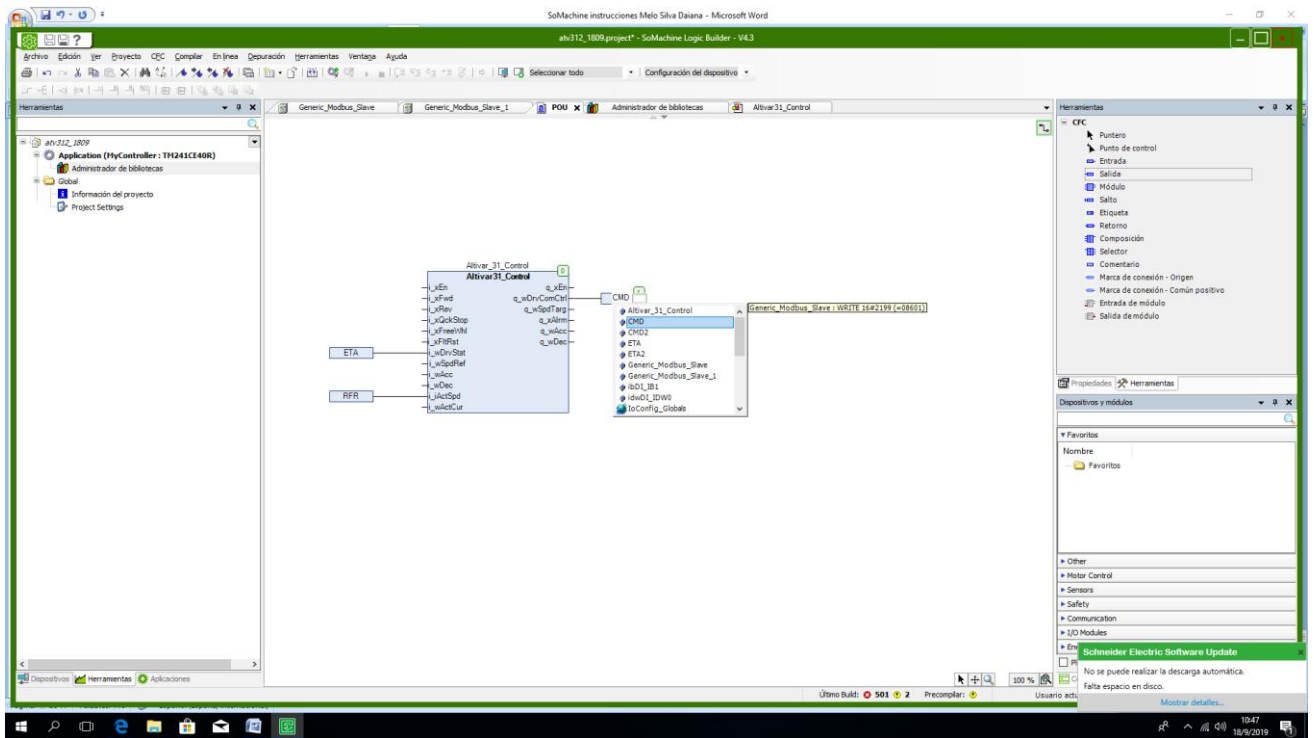 SoMachine instrucciones Melo Silva Daiana - Microsoft Word
atv312_1809.project* - SoMachine Logic Builder - V4.3
Archivo Edición Ver Proyecto CFC Compilar En línea Depuración Herramientas Ventana Ayuda
Seleccionar todo
Configuración del dispositivo
Herramientas
Generic_Modbus_Slave
Generic_Modbus_Slave_1
POU
Administrador de bibliotecas
Altivar31_Control
Herramientas
atv312_1809
Application (MyController : TM241CE40R)
Administrador de bibliotecas
Global
Información del proyecto
Project Settings
Altivar_31_Control
Altivar31_Control
0
i_xEn
i_xFwd
i_xRev
i_xQckStop
i_xFreeWhl
i_xFltRst
i_wDrvStat
i_wSpdRef
i_wAcc
i_wDec
i_iActSpd
i_wActCur
q_xEn
q_wDrvComCtrl
q_wSpdTarg
q_xAlrm
q_wAcc
q_wDec
ETA
RFR
CMD
Altivar_31_Control
CMD
CMD2
ETA
ETA2
Generic_Modbus_Slave
Generic_Modbus_Slave_1
ibDI_IB1
idwDI_IDW0
IoConfig_Globals
Generic_Modbus_Slave : WRITE 16#2199 (=08601)
CFC
Puntero
Punto de control
Entrada
Salida
Módulo
Salto
Etiqueta
Retorno
Composición
Selector
Comentario
Marca de conexión - Origen
Marca de conexión - Común positivo
Entrada de módulo
Salida de módulo
Propiedades
Herramientas
Dispositivos y módulos
Favoritos
Nombre
Favoritos
Other
Motor Control
Sensors
Safety
Communication
I/O Modules
Schneider Electric Software Update
No se puede realizar la descarga automática.
Falta espacio en disco.
Mostrar detalles...
Dispositivos
Herramientas
Aplicaciones
100 %
Último Build: 501 2 Precompilar:
10:47
18/9/2019